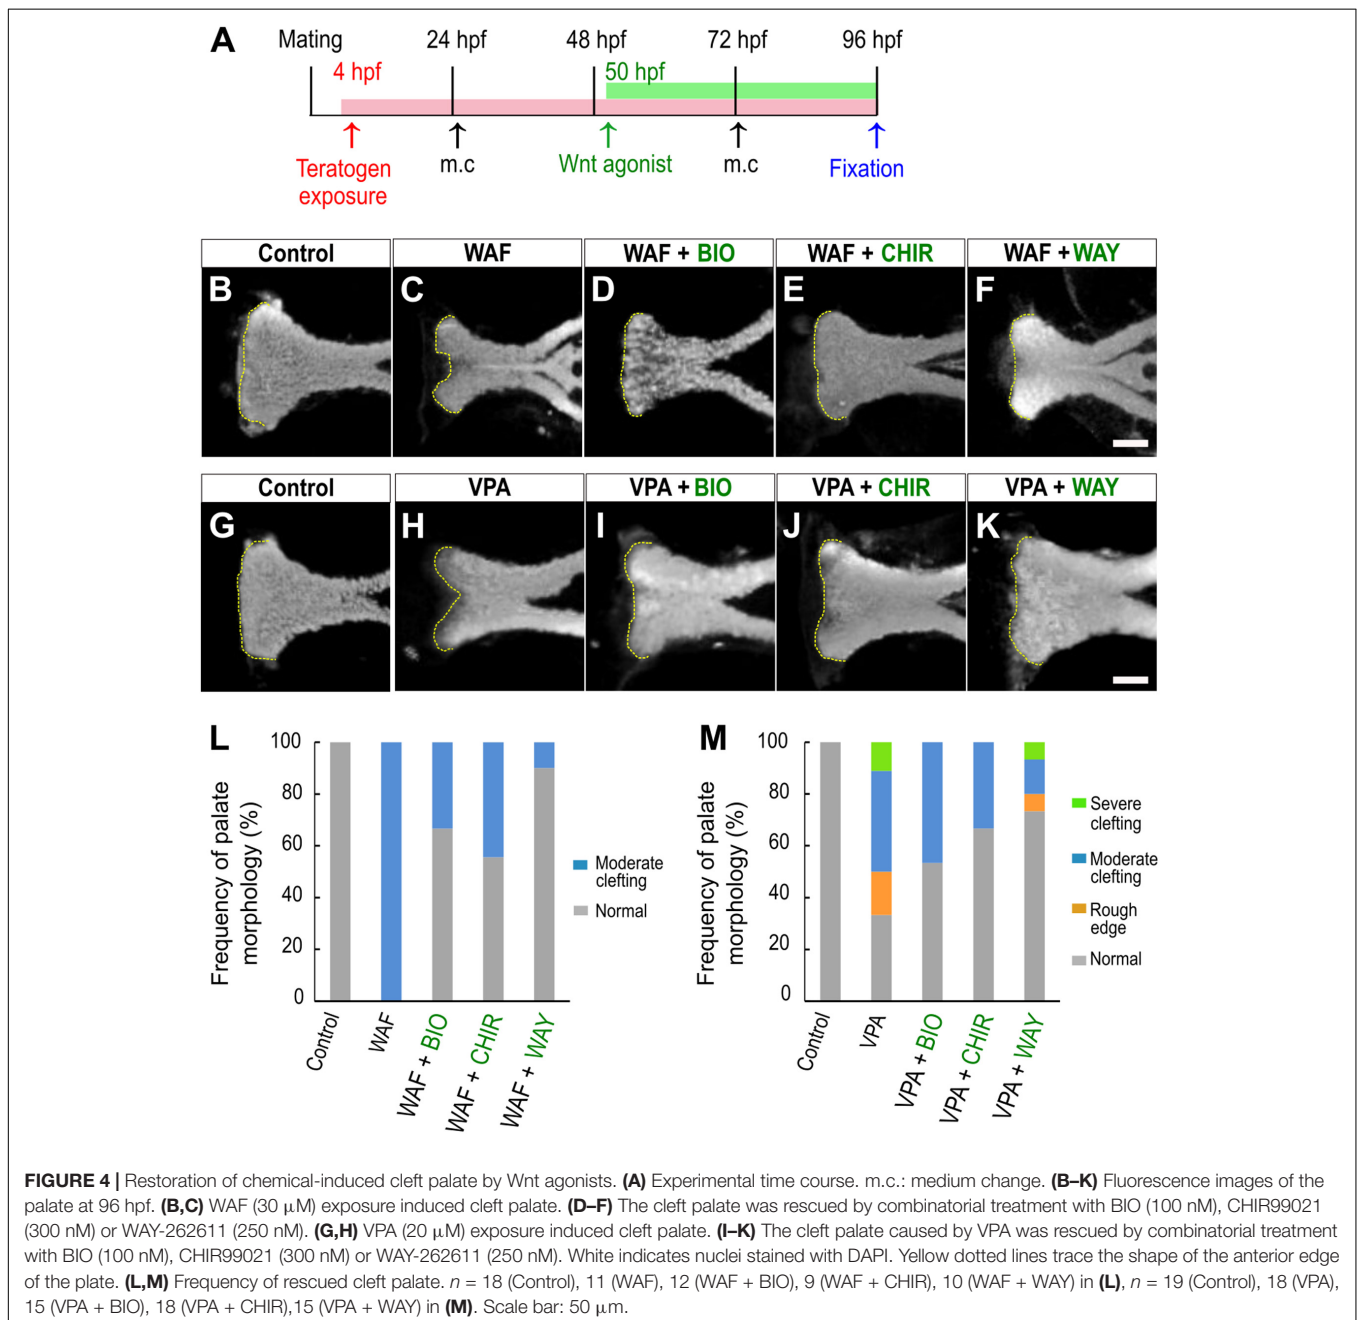 A
Mating
24 hpf
48 hpf
72 hpf
96 hpf
4 hpf
50 hpf
Teratogen
exposure
m.c
Wnt agonist
m.c
Fixation
Control
WAF
WAF + BIO
WAF + CHIR
WAF + WAY
B
C
D
E
F
Control
VPA
VPA + BIO
VPA + CHIR
VPA + WAY
G
H
I
J
K
L
Frequency of palate
morphology (%)
100
80
60
40
20
0
Control
WAF
WAF + BIO
WAF + CHIR
WAF + WAY
Moderate
clefting
Normal
M
Frequency of palate
morphology (%)
100
80
60
40
20
0
Control
VPA
VPA + BIO
VPA + CHIR
VPA + WAY
Severe
clefting
Moderate
clefting
Rough
edge
Normal
FIGURE 4 | Restoration of chemical-induced cleft palate by Wnt agonists. (A) Experimental time course. m.c.: medium change. (B–K) Fluorescence images of the
palate at 96 hpf. (B,C) WAF (30 μM) exposure induced cleft palate. (D–F) The cleft palate was rescued by combinatorial treatment with BIO (100 nM), CHIR99021
(300 nM) or WAY-262611 (250 nM). (G,H) VPA (20 μM) exposure induced cleft palate. (I–K) The cleft palate caused by VPA was rescued by combinatorial treatment
with BIO (100 nM), CHIR99021 (300 nM) or WAY-262611 (250 nM). White indicates nuclei stained with DAPI. Yellow dotted lines trace the shape of the anterior edge
of the plate. (L,M) Frequency of rescued cleft palate. n = 18 (Control), 11 (WAF), 12 (WAF + BIO), 9 (WAF + CHIR), 10 (WAF + WAY) in (L), n = 19 (Control), 18 (VPA),
15 (VPA + BIO), 18 (VPA + CHIR),15 (VPA + WAY) in (M). Scale bar: 50 μm.